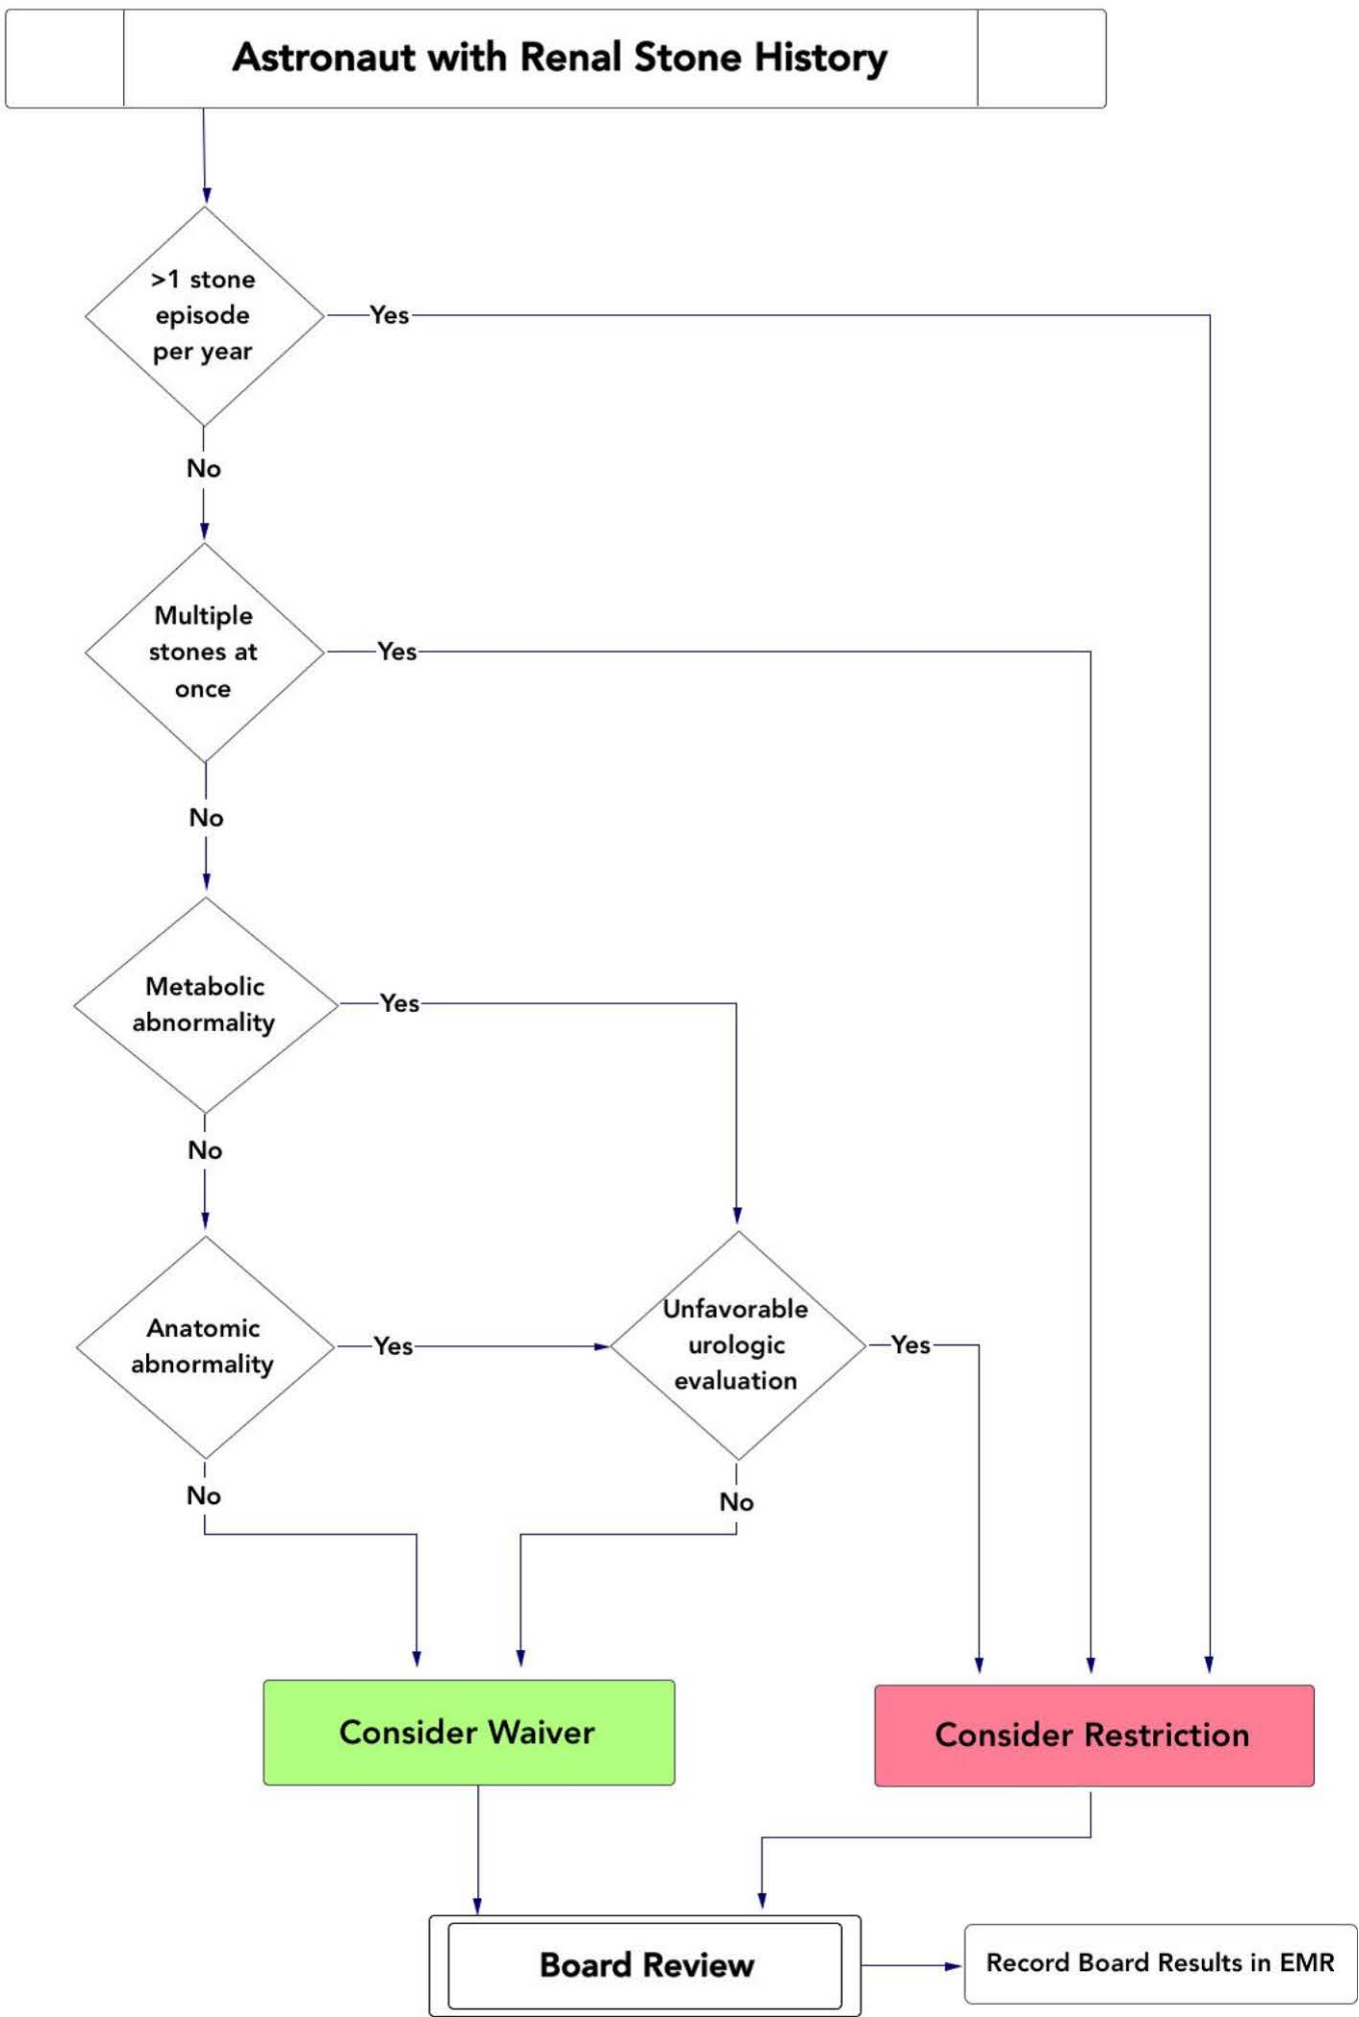 Astronaut with Renal Stone History
>1 stone
episode
per year
Yes
No
Multiple
stones at
once
Yes
No
Metabolic
abnormality
Yes
No
Anatomic
abnormality
Yes
Unfavorable
urologic
evaluation
Yes
No
No
Consider Waiver
Consider Restriction
Board Review
Record Board Results in EMR